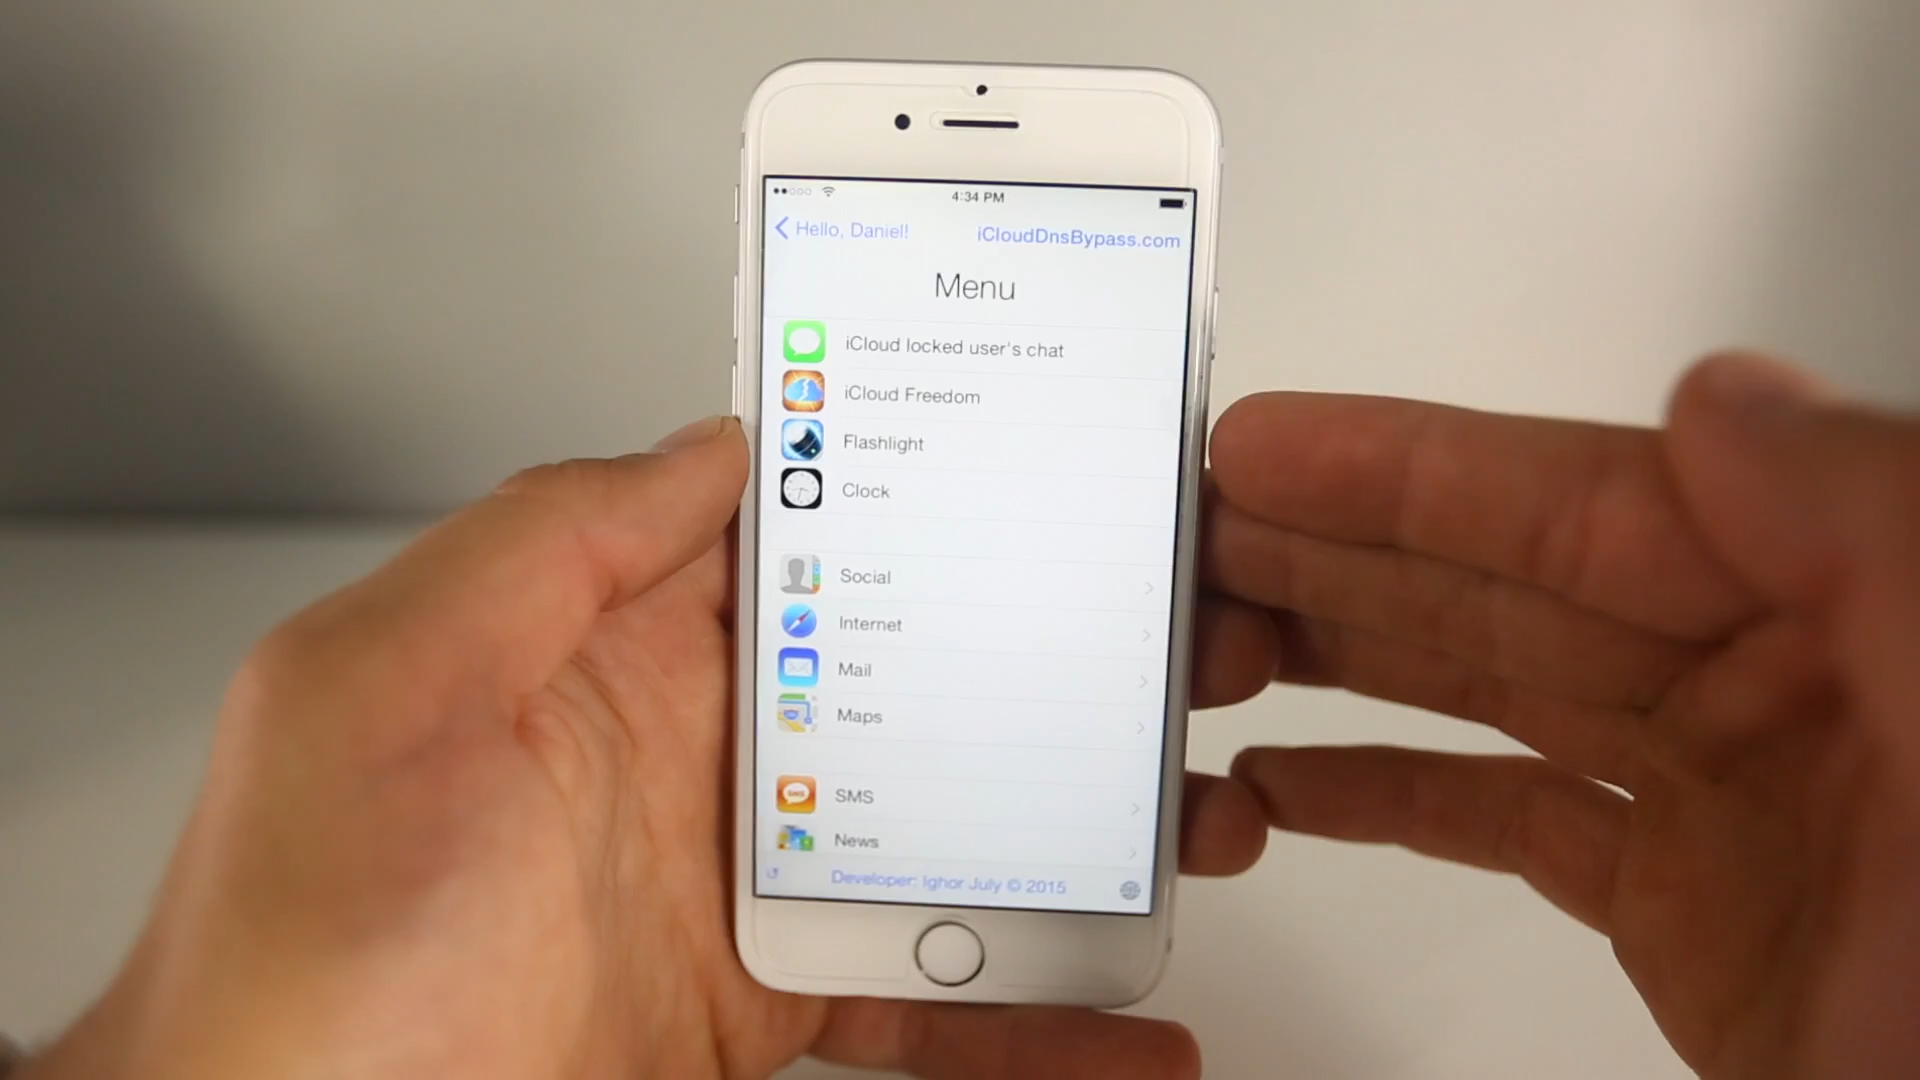 4:34 PM
Hello, Daniel!
iCloudDnsBypass.com
Menu
iCloud locked user's chat
iCloud Freedom
Flashlight
Clock
Social
Internet
Mail
Maps
SMS
SMS
News
Developer: Ighor July © 2015